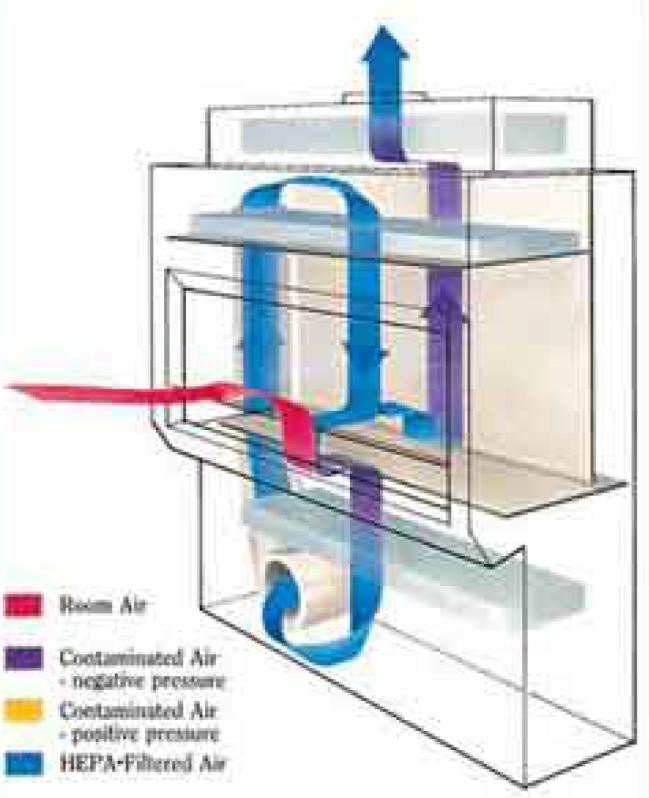 Room Air
Contaminated Air
- negative pressure
Contaminated Air
- positive pressure
HEPA-Filtered Air